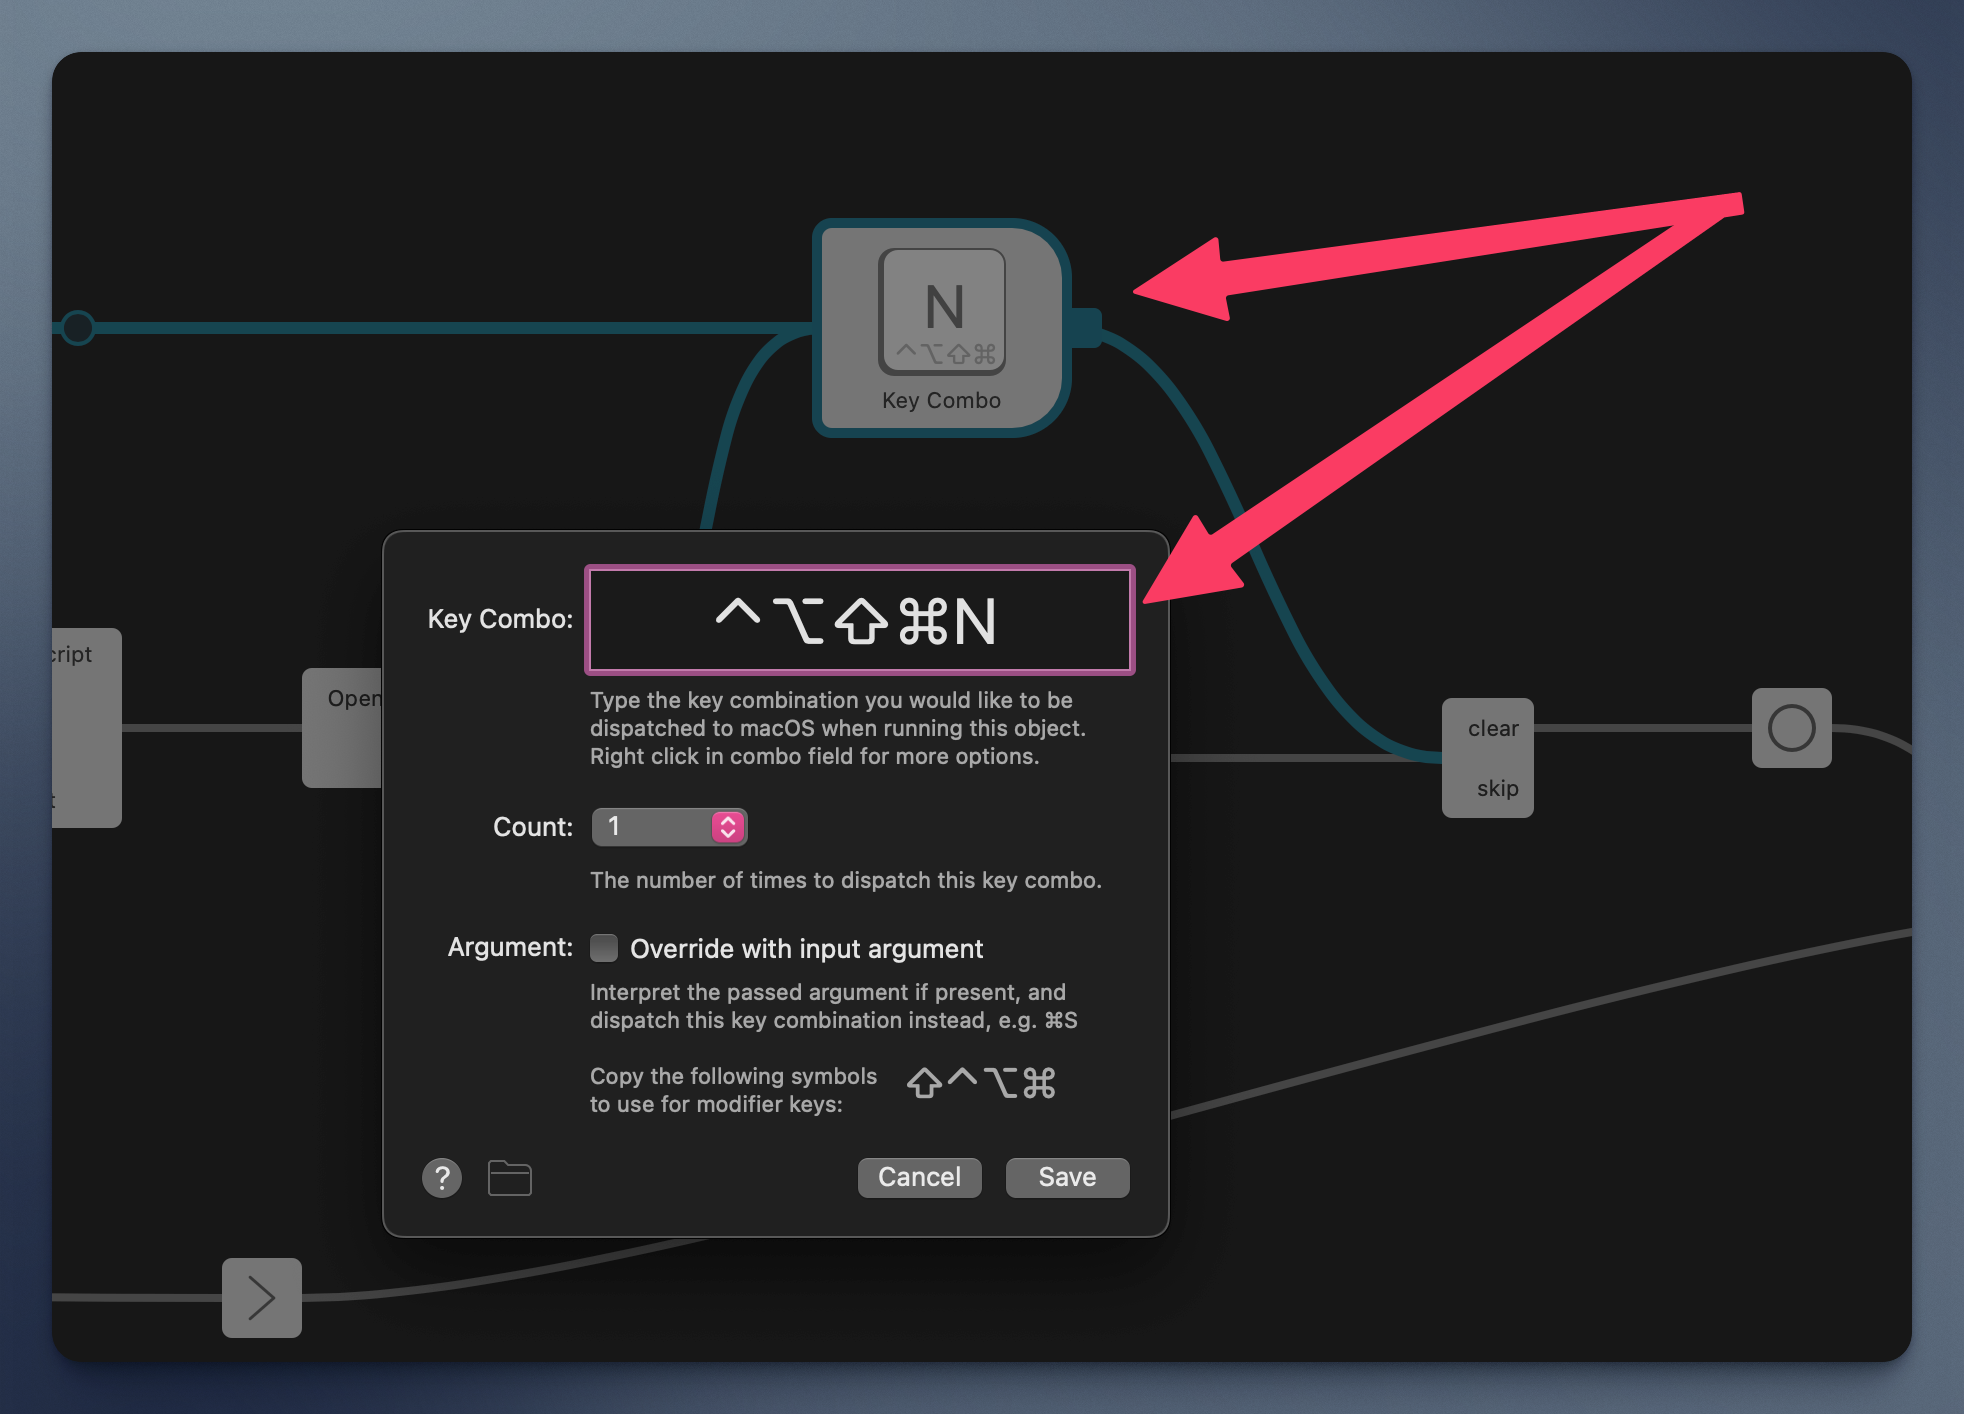 N
^⌥⇧⌘
Key Combo
cript
t
Open
Key Combo:
^⌥⇧⌘N
Type the key combination you would like to be
dispatched to macOS when running this object.
Right click in combo field for more options.
Count:
1
The number of times to dispatch this key combo.
Argument:
Override with input argument
Interpret the passed argument if present, and
dispatch this key combination instead, e.g. ⌘S
Copy the following symbols
to use for modifier keys:
⇧^⌥⌘
?
Cancel
Save
clear
skip